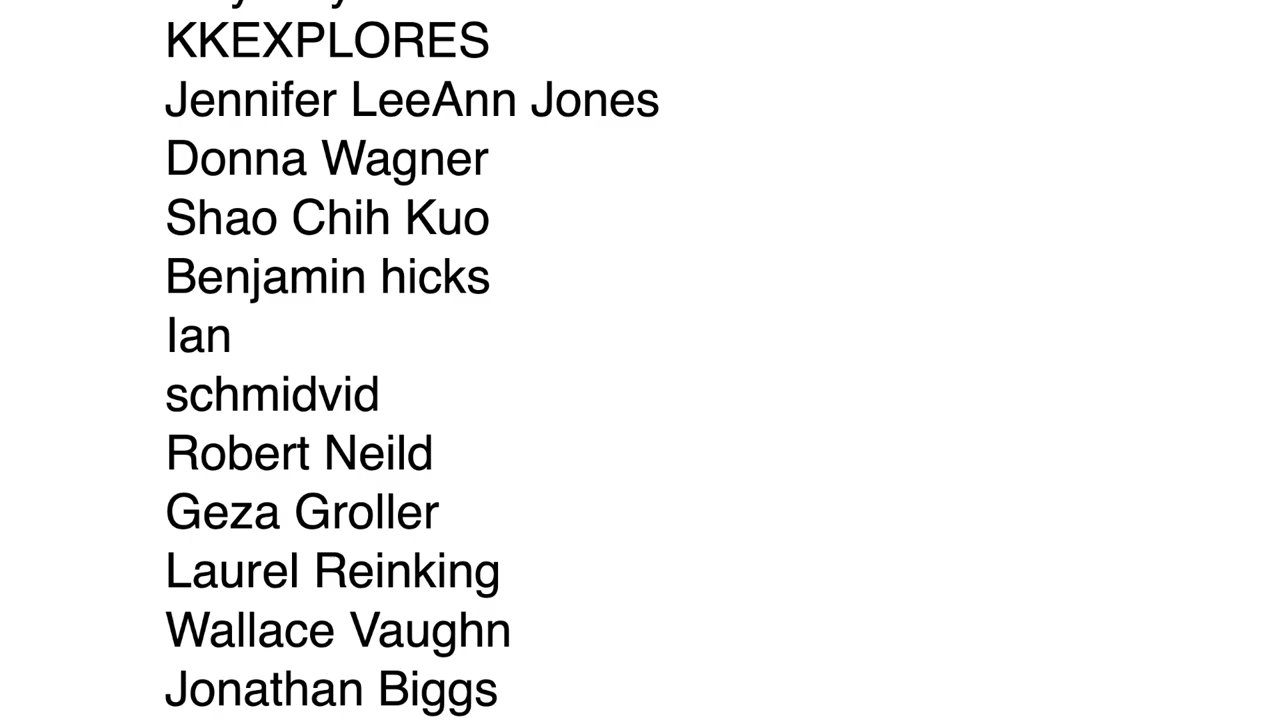 KKEXPLORES
Jennifer LeeAnn Jones
Donna Wagner
Shao Chih Kuo
Benjamin hicks
Ian
schmidvid
Robert Neild
Geza Groller
Laurel Reinking
Wallace Vaughn
Jonathan Biggs